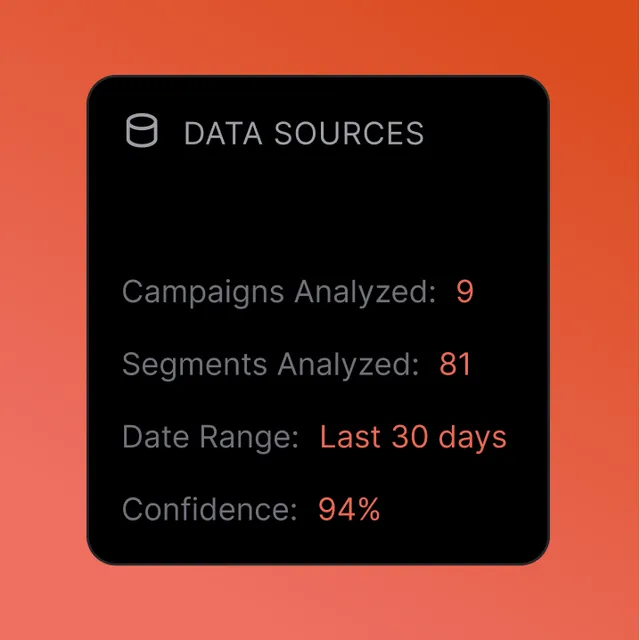 DATA SOURCES
Campaigns Analyzed: 9
Segments Analyzed: 81
Date Range: Last 30 days
Confidence: 94%